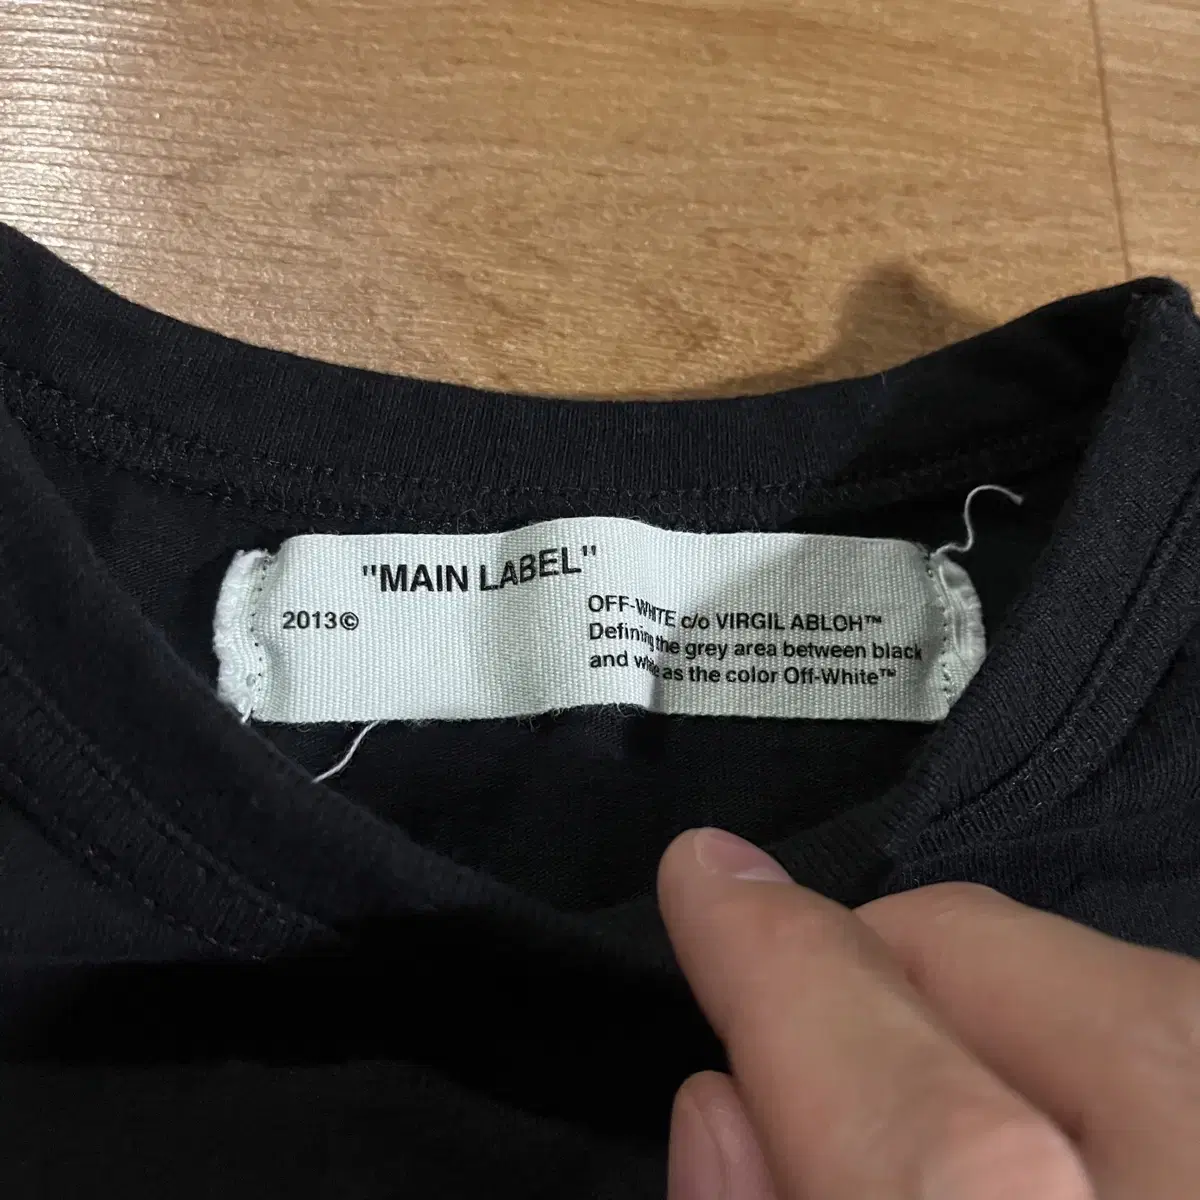 "MAIN LABEL"
2013©
OFF-WHITE c/o VIRGIL ABLOH™
Defining the grey area between black
and white as the color Off-White™